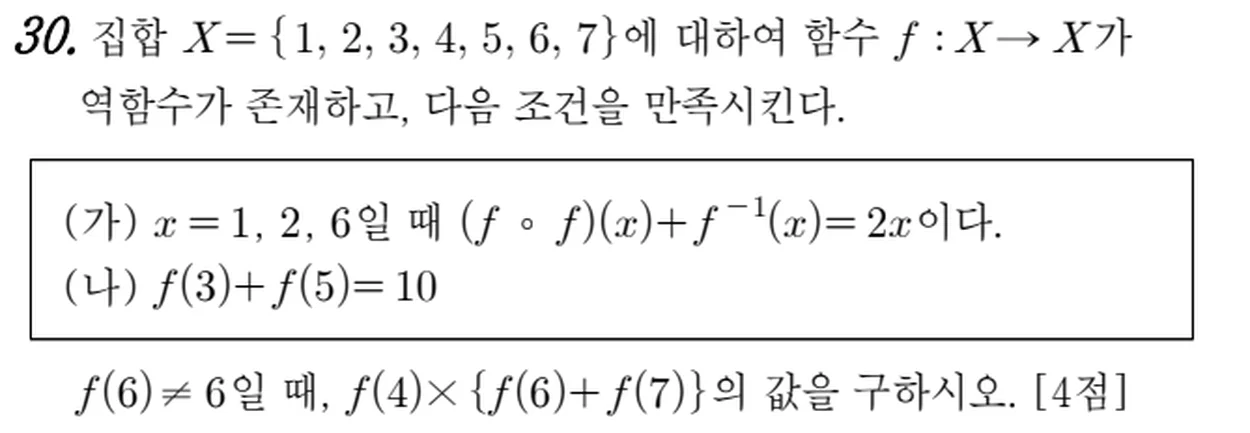 30. 집합 X = {1, 2, 3, 4, 5, 6, 7}에 대하여 함수 f : X → X가
역함수가 존재하고, 다음 조건을 만족시킨다.
(가) x = 1, 2, 6일 때 (f ∘ f)(x) + f⁻¹(x) = 2x이다.
(나) f(3) + f(5) = 10
f(6) ≠ 6일 때, f(4) × {f(6) + f(7)}의 값을 구하시오. [4점]